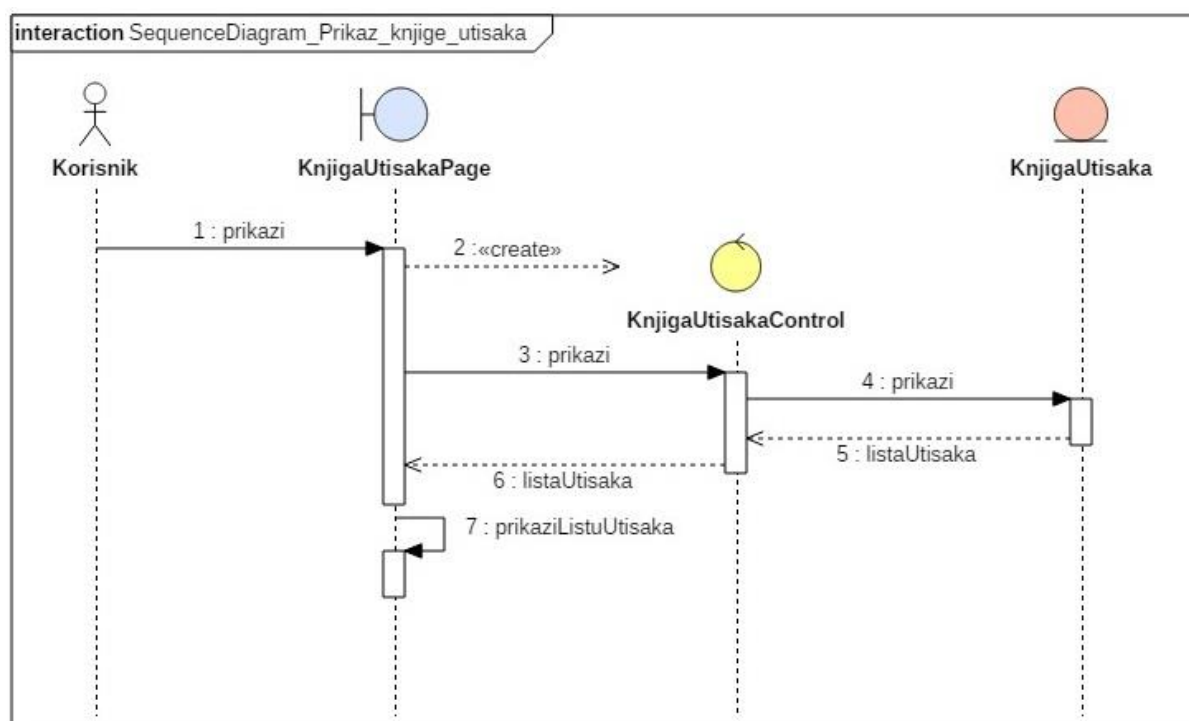 interaction SequenceDiagram_Prikaz_knjige_utisaka
Korisnik
KnjigaUtisakaPage
KnjigaUtisaka
1 : prikazi
2 :«create»
KnjigaUtisakaControl
3 : prikazi
4 : prikazi
5 : listaUtisaka
6 : listaUtisaka
7 : prikaziListuUtisaka